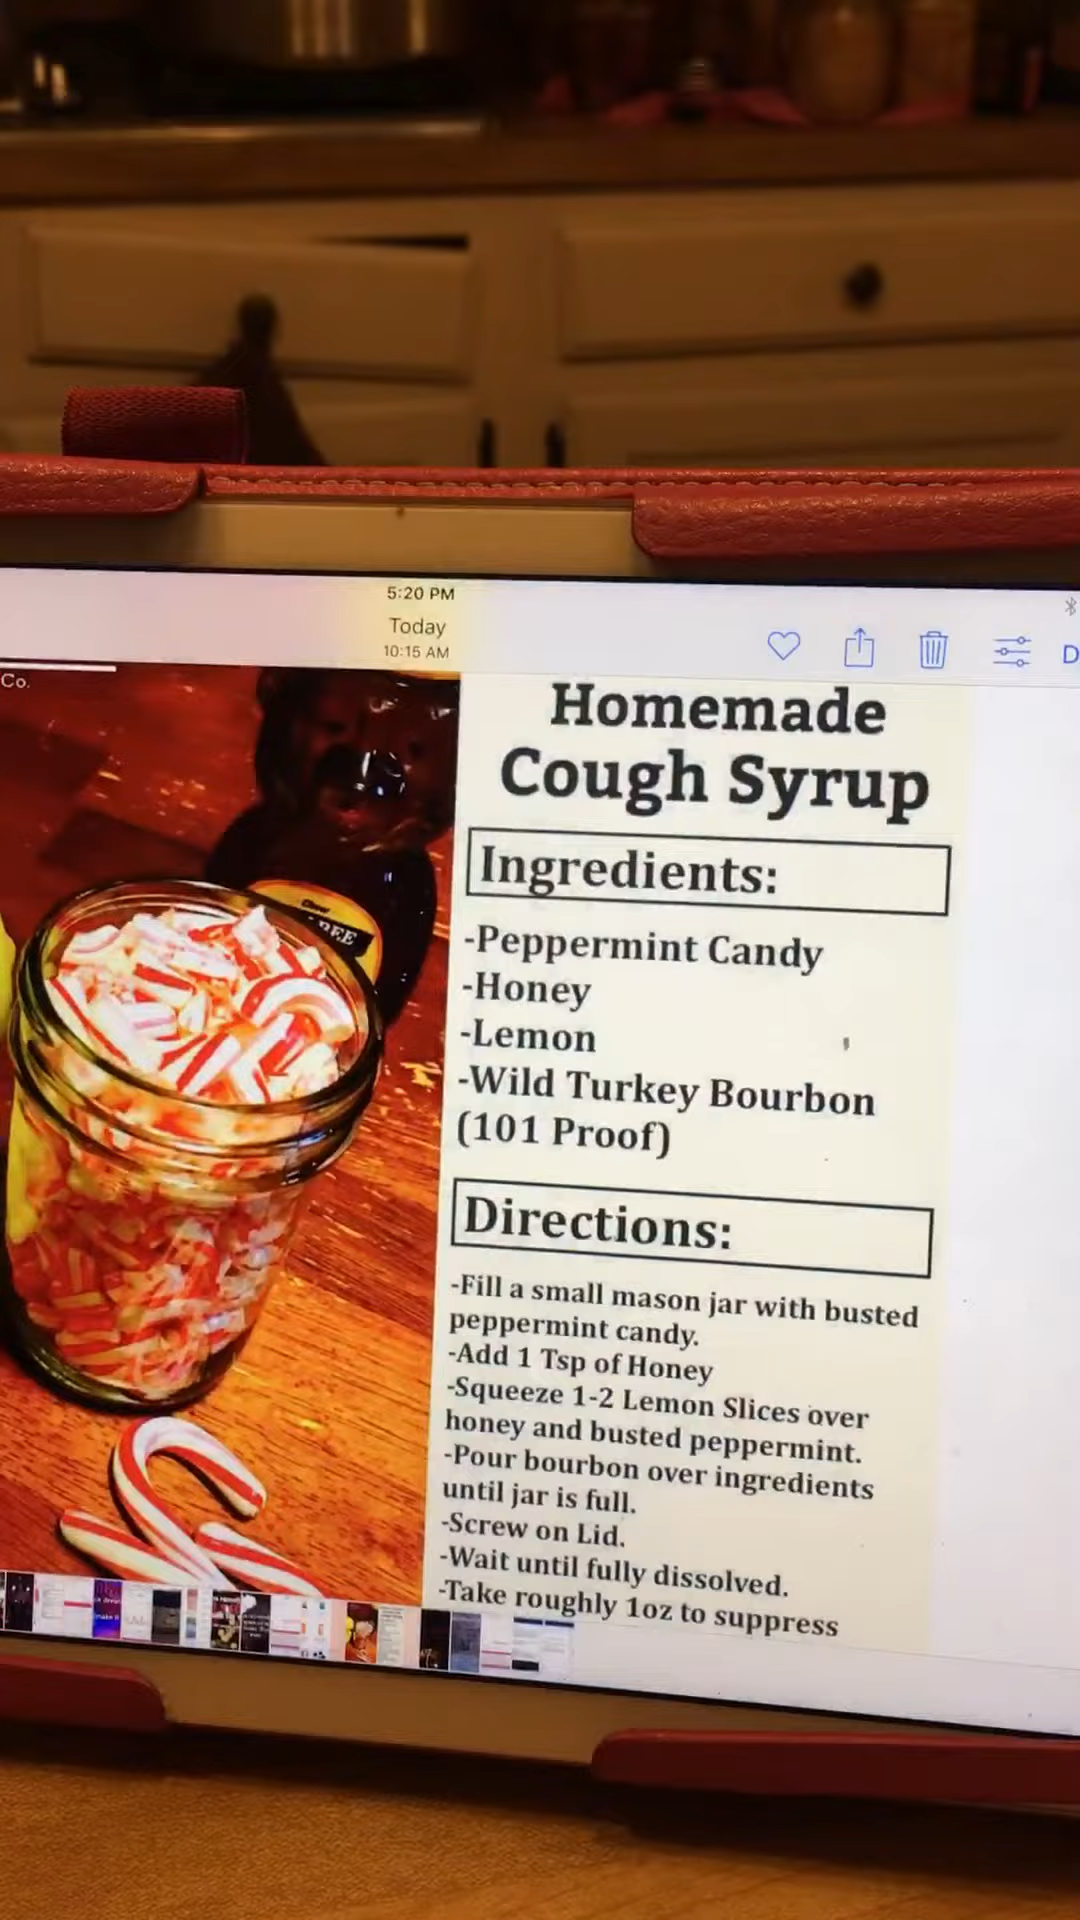 5:20 PM
Today
10:15 AM
D
Co.
Homemade
Cough Syrup
Ingredients:
-Peppermint Candy
-Honey
-Lemon
-Wild Turkey Bourbon
(101 Proof)
Directions:
-Fill a small mason jar with busted
peppermint candy.
-Add 1 Tsp of Honey
-Squeeze 1-2 Lemon Slices over
honey and busted peppermint.
-Pour bourbon over ingredients
until jar is full.
-Screw on Lid.
-Wait until fully dissolved.
-Take roughly 1oz to suppress